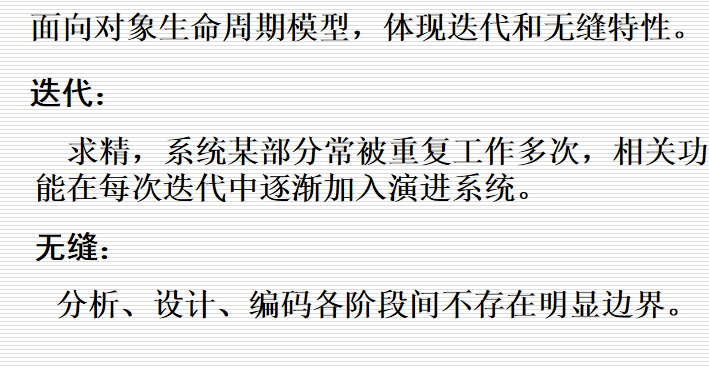 面向对象生命周期模型，体现迭代和无缝特性。
迭代：
求精，系统某部分常被重复工作多次，相关功
能在每次迭代中逐渐加入演进系统。
无缝：
分析、设计、编码各阶段间不存在明显边界。